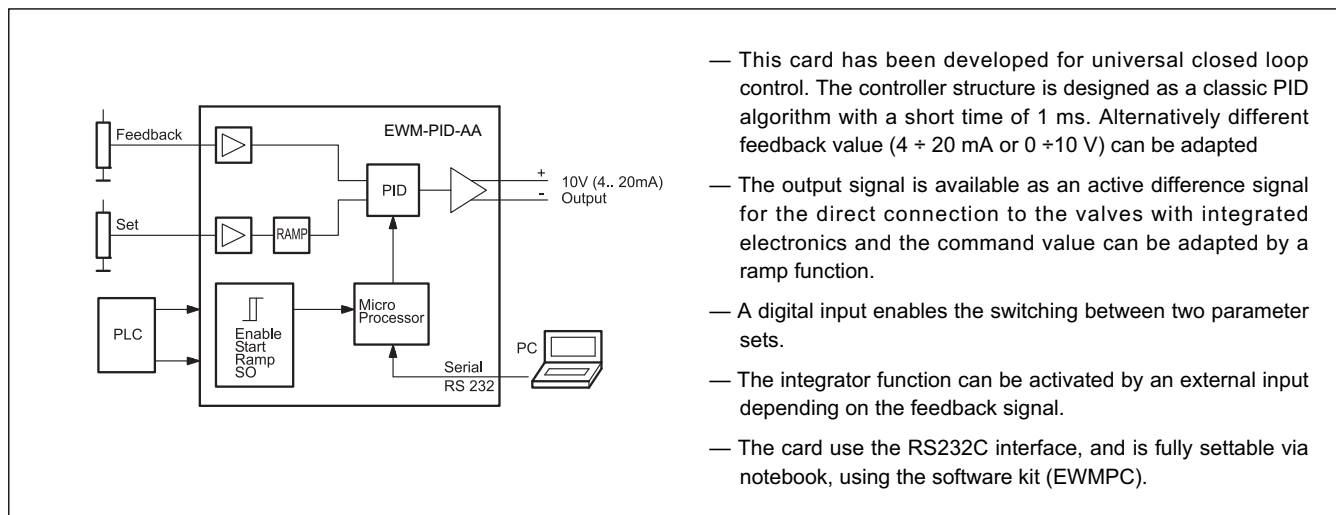 Feedback
EWM-PID-AA
PID
+
-
10V (4.. 20mA)
Output
Set
RAMP
PLC
Enable
Start
Ramp
SO
Micro
Processor
PC
Serial
RS 232
— This card has been developed for universal closed loop
control. The controller structure is designed as a classic PID
algorithm with a short time of 1 ms. Alternatively different
feedback value (4 ÷ 20 mA or 0 ÷10 V) can be adapted
— The output signal is available as an active difference signal
for the direct connection to the valves with integrated
electronics and the command value can be adapted by a
ramp function.
— A digital input enables the switching between two parameter
sets.
— The integrator function can be activated by an external input
depending on the feedback signal.
— The card use the RS232C interface, and is fully settable via
notebook, using the software kit (EWMPC).